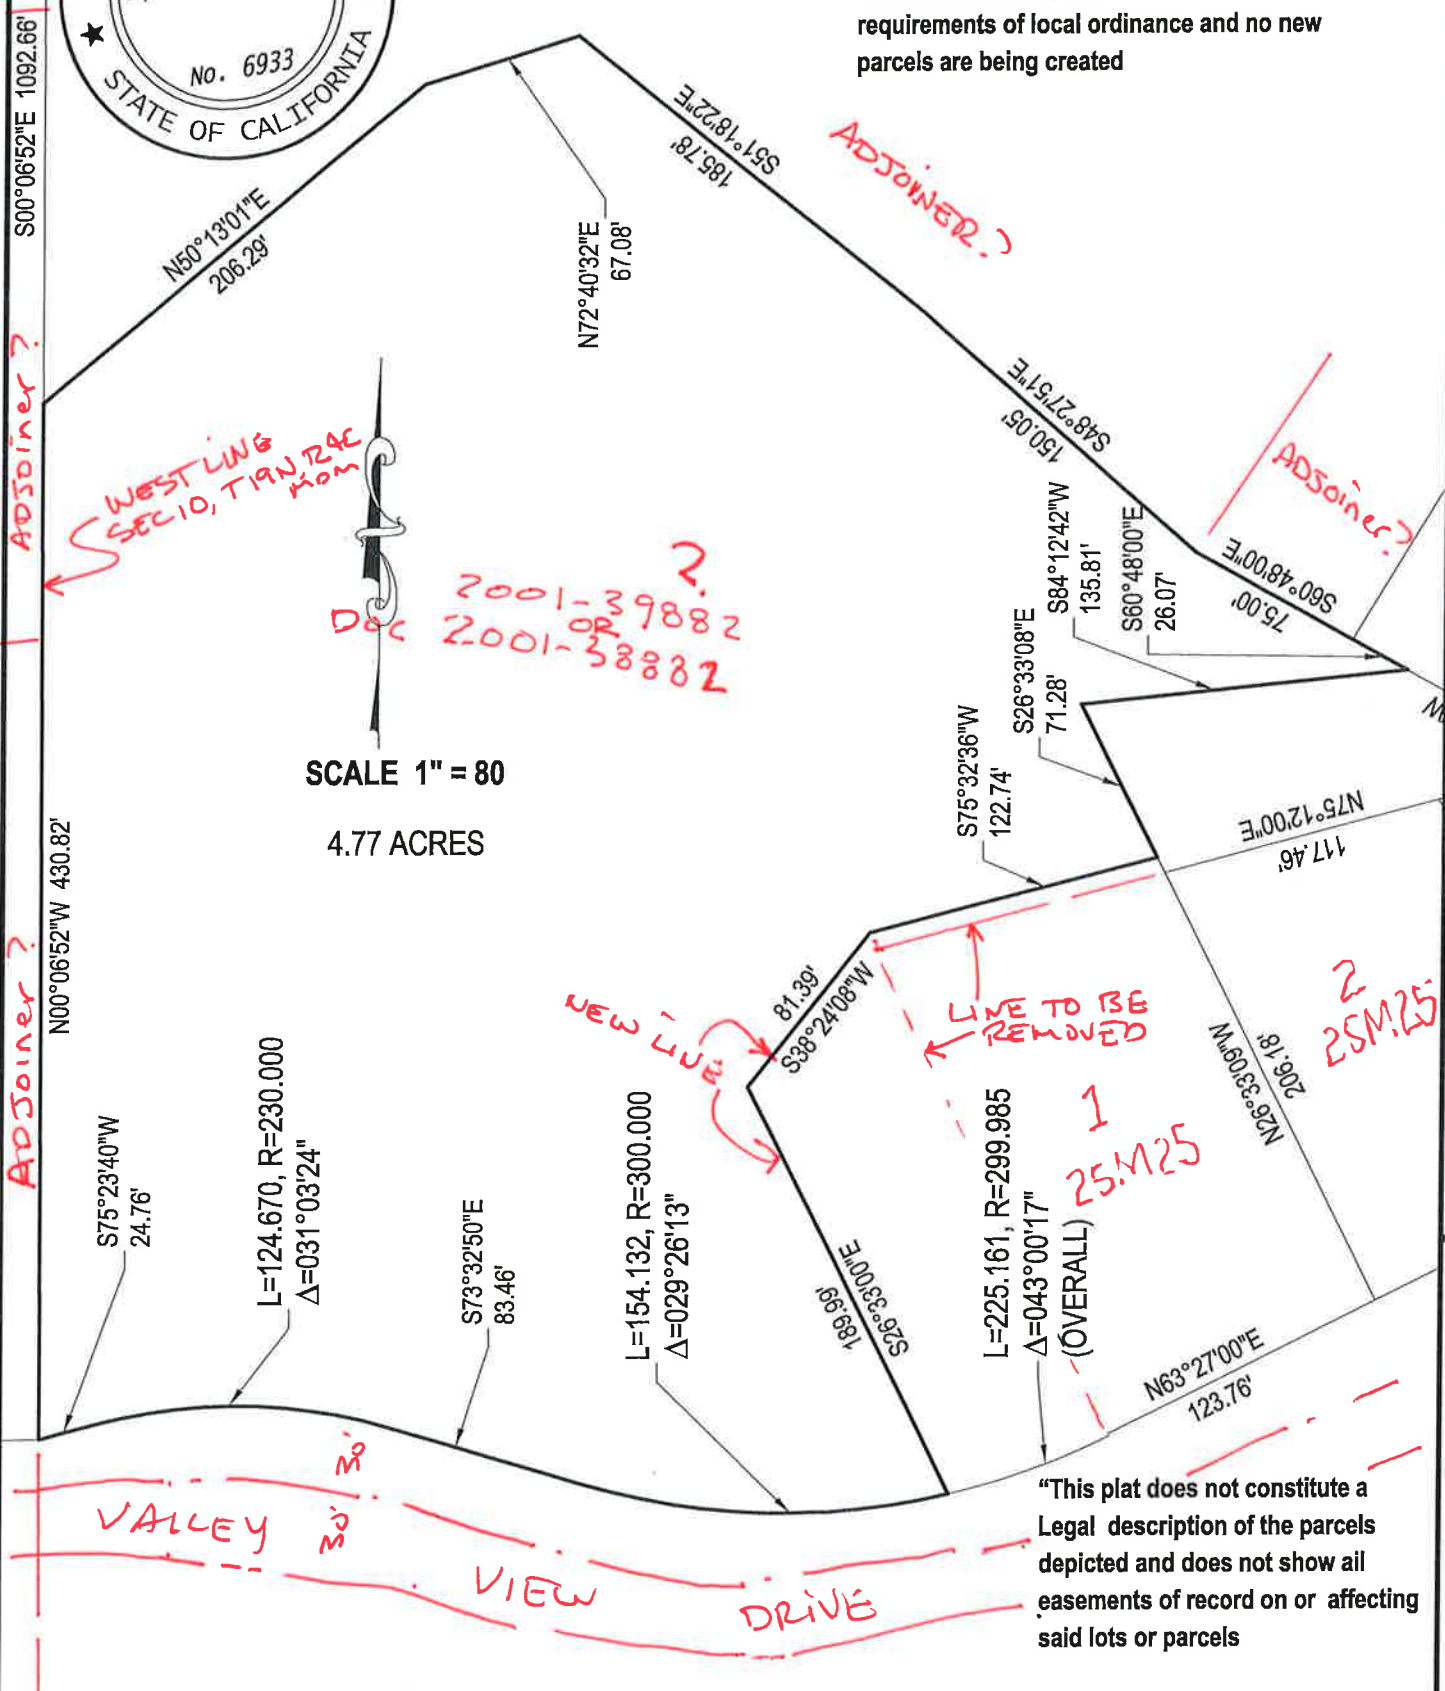 requirements of local ordinance and no new
parcels are being created
No. 6933
STATE OF CALIFORNIA
S00°06'52"E 1092.66'
N50°13'01"E
206.29'
N72°40'32"E
67.08'
S51°18'22"E
185.78'
ADJOINER?
S48°27'51"E
150.05'
ADJoiner?
S60°48'00"E
75.00'
S60°48'00"E
26.07'
S84°12'42"W
135.81'
S26°33'08"E
71.28'
S75°32'36"W
122.74'
ADJoiner?
WEST LINE
SEC 10, T19N, R4E
MDM
?
2001-39882
OR
Doc 2001-38882
SCALE 1" = 80
4.77 ACRES
N00°06'52"W 430.82'
ADJoiner?
N75°12'00"E
117.46'
81.39'
S38°24'08"W
NEW LINE
LINE TO BE
REMOVED
2
25M25
N26°33'09"W
206.18'
1
25M25
S75°23'40"W
24.76'
L=124.670, R=230.000
Δ=031°03'24"
S73°32'50"E
83.46'
L=154.132, R=300.000
Δ=029°26'13"
189.99'
S26°33'00"E
L=225.161, R=299.985
Δ=043°00'17"
(OVERALL)
N63°27'00"E
123.76'
VALLEY
VIEW
DRIVE
30'
30'
"This plat does not constitute a
Legal description of the parcels
depicted and does not show all
easements of record on or affecting
said lots or parcels